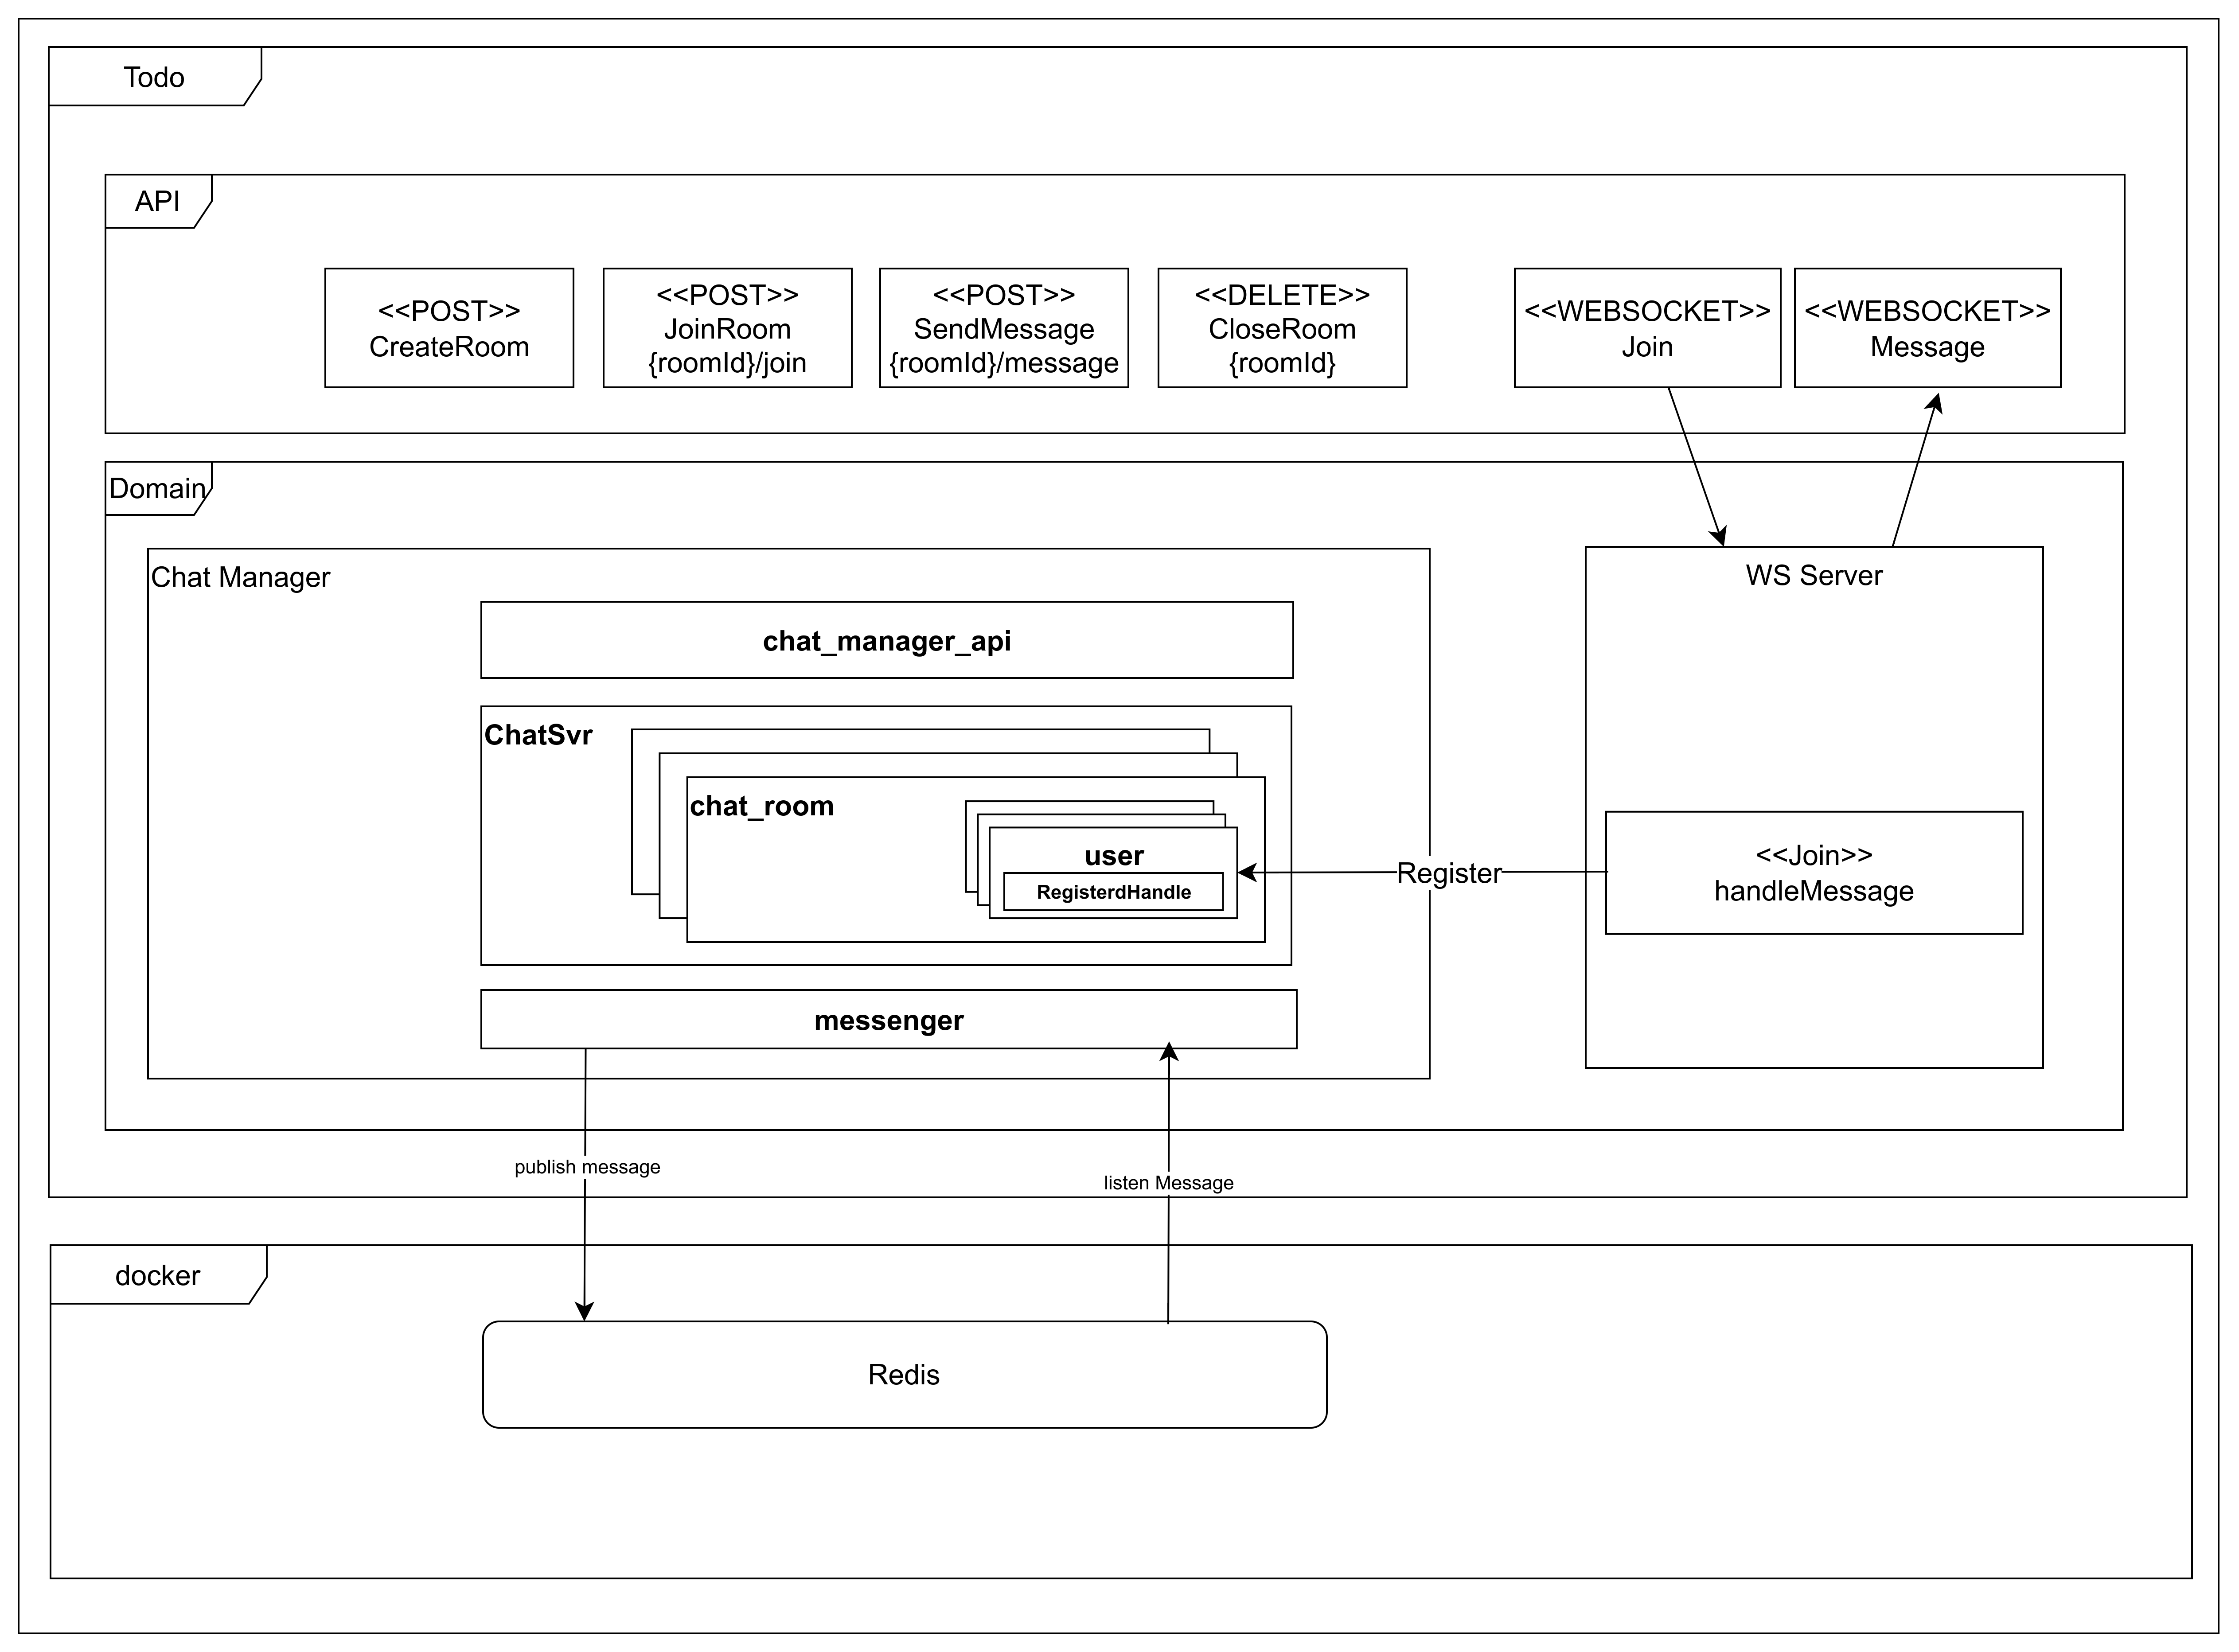 Todo
API
<<POST>>
CreateRoom
<<POST>>
JoinRoom
{roomId}/join
<<POST>>
SendMessage
{roomId}/message
<<DELETE>>
CloseRoom
{roomId}
<<WEBSOCKET>>
Join
<<WEBSOCKET>>
Message
Domain
Chat Manager
chat_manager_api
ChatSvr
chat_room
user
RegisterdHandle
messenger
Register
WS Server
<<Join>>
handleMessage
publish message
listen Message
docker
Redis